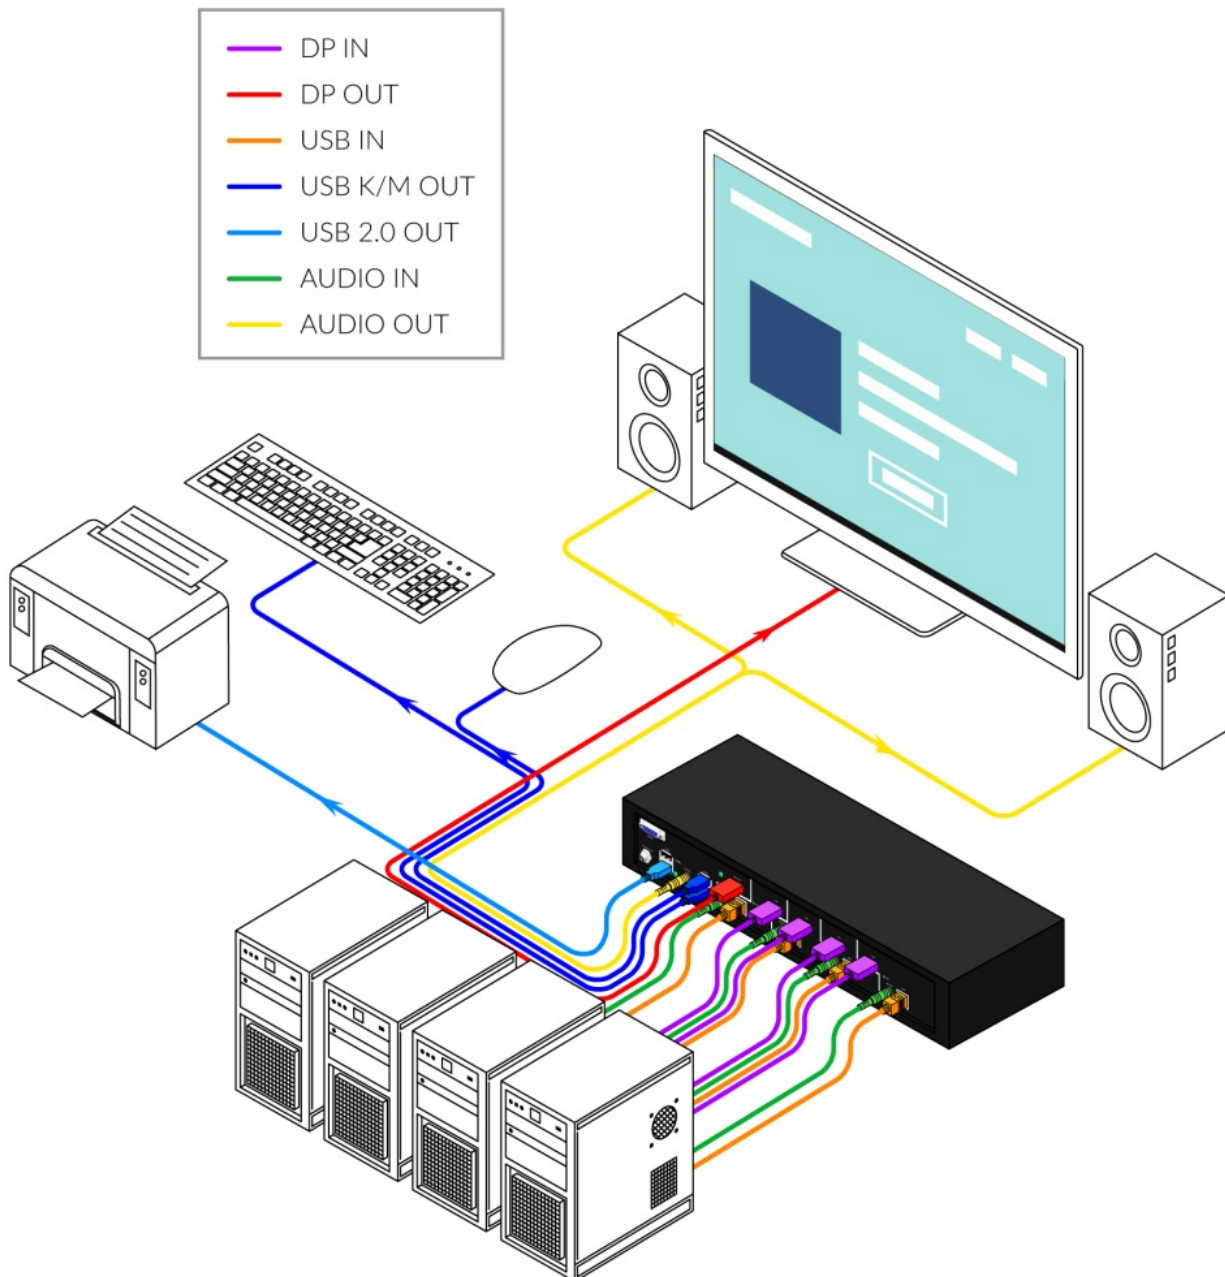 DP IN
DP OUT
USB IN
USB K/M OUT
USB 2.0 OUT
AUDIO IN
AUDIO OUT